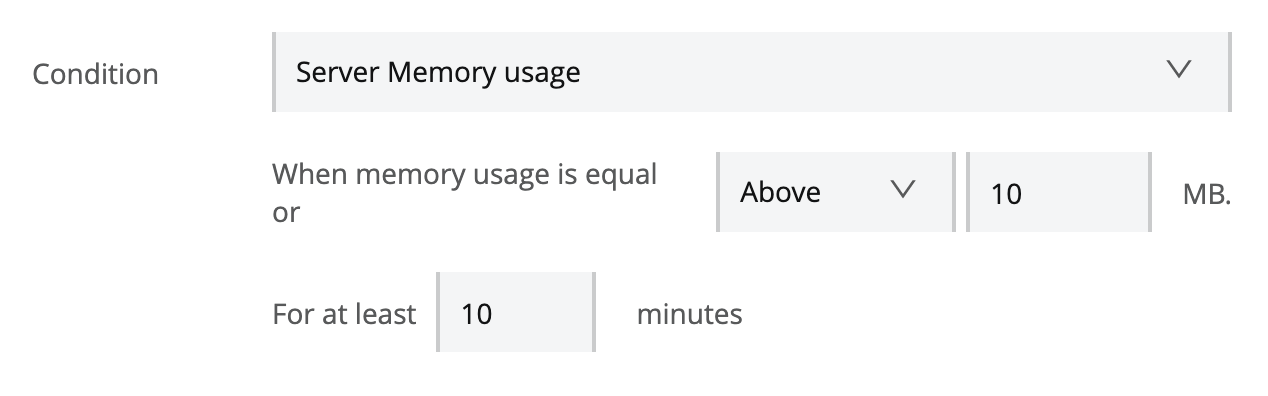 Condition
Server Memory usage
When memory usage is equal
or
Above
10
MB.
For at least 10 minutes